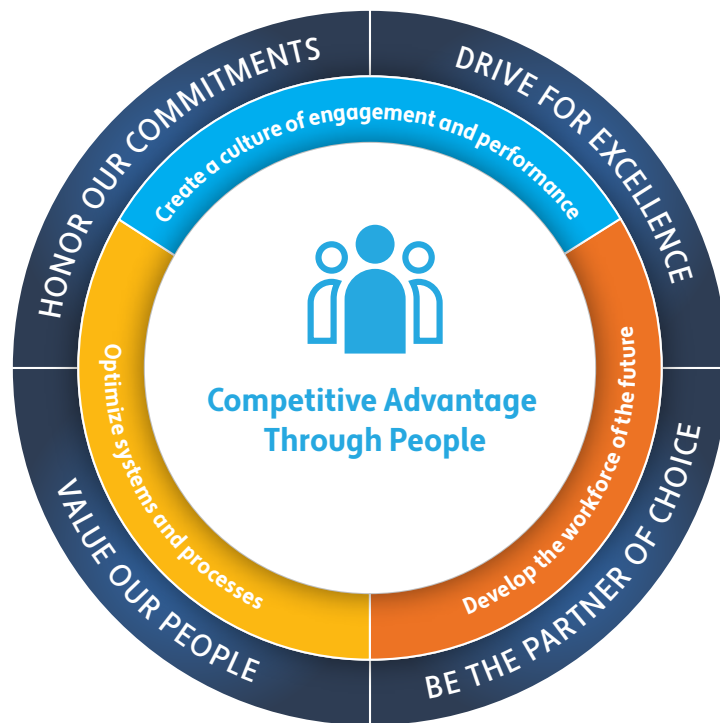 HONOR OUR COMMITMENTS
DRIVE FOR EXCELLENCE
Create a culture of engagement and performance
Optimize systems and processes
Develop the workforce of the future
Competitive Advantage
Through People
VALUE OUR PEOPLE
BE THE PARTNER OF CHOICE